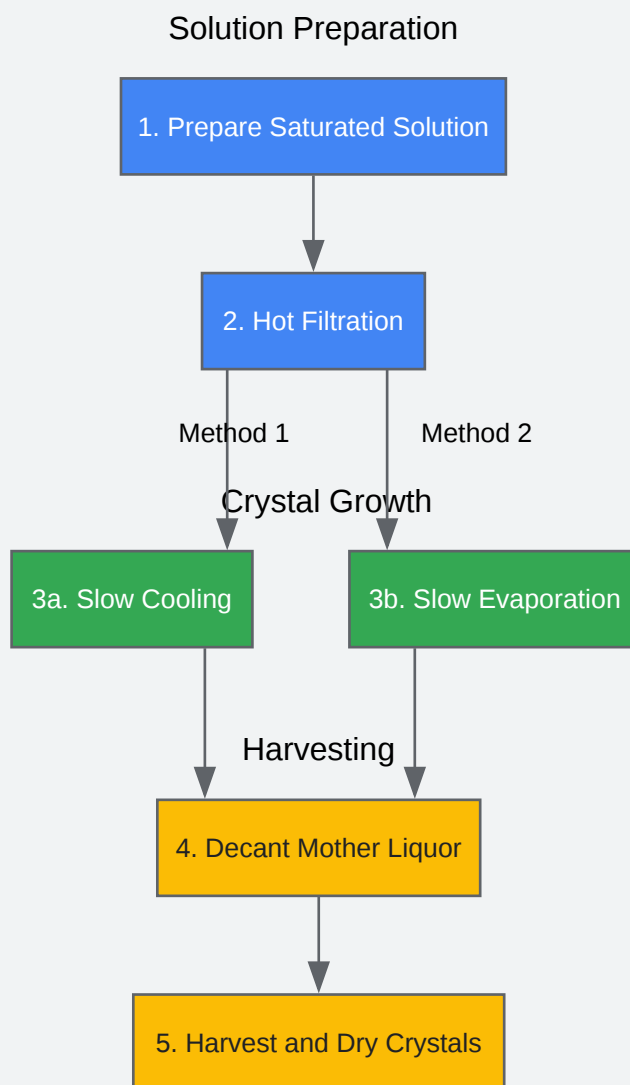 Solution Preparation
1. Prepare Saturated Solution
2. Hot Filtration
Method 1
Method 2
Crystal Growth
3a. Slow Cooling
3b. Slow Evaporation
Harvesting
4. Decant Mother Liquor
5. Harvest and Dry Crystals